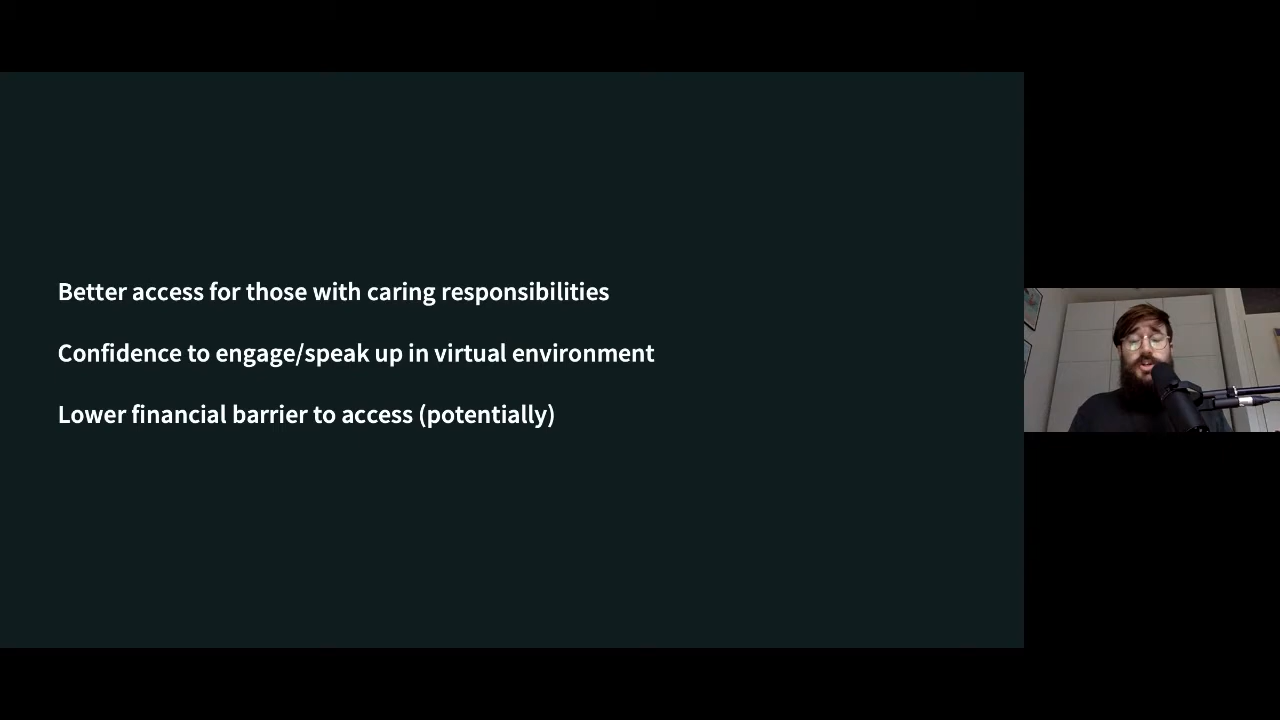 Better access for those with caring responsibilities
Confidence to engage/speak up in virtual environment
Lower financial barrier to access (potentially)